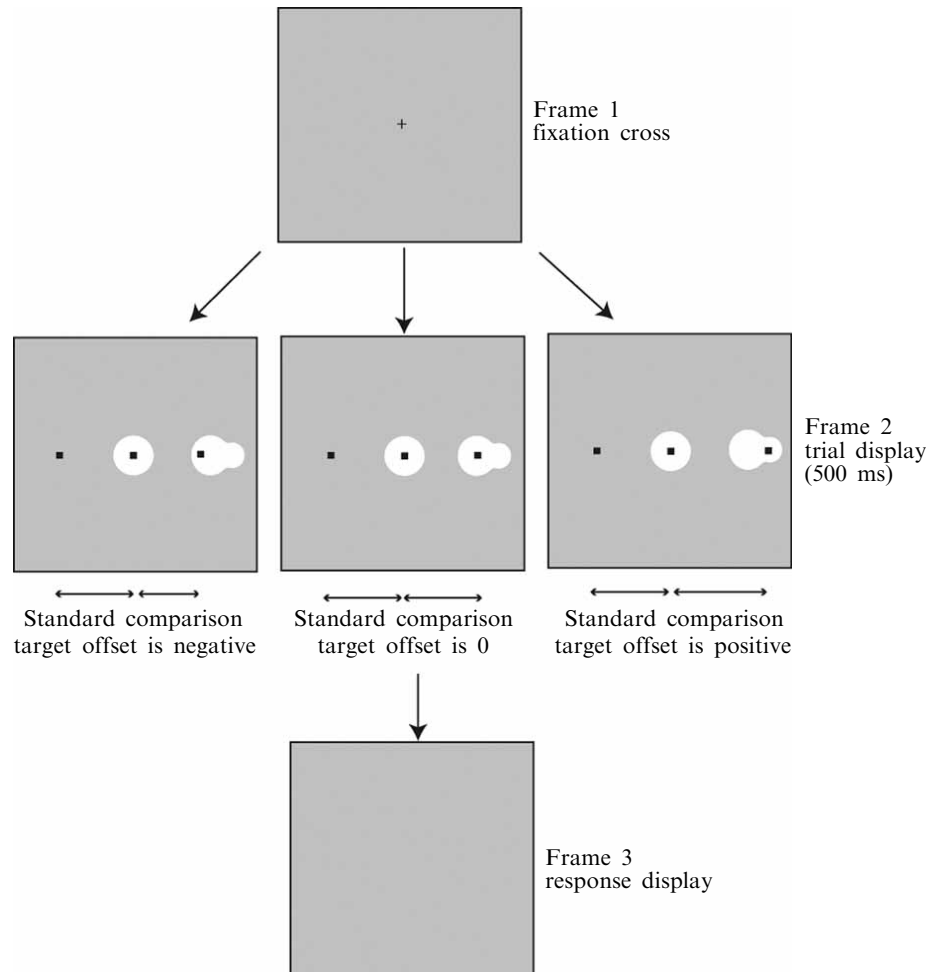 Frame 1
fixation cross
Frame 2
trial display
(500 ms)
Standard comparison
target offset is negative
Standard comparison
target offset is 0
Standard comparison
target offset is positive
Frame 3
response display